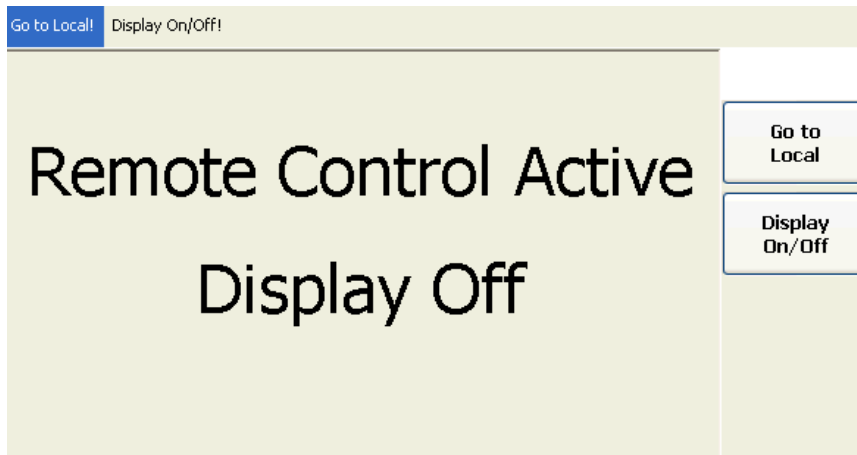 Go to Local! Display On/Off!
Remote Control Active
Display Off
Go to
Local
Display
On/Off